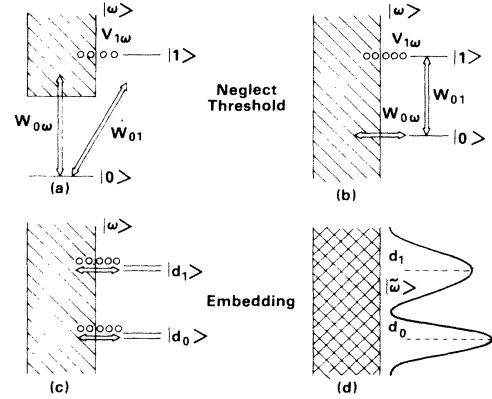 |ω>
V1ω
|1>
W0ω
W01
|0>
(a)
Neglect
Threshold
|ω>
V1ω
|1>
W0ω
W01
|0>
(b)
|ω>
|d1>
|d0>
(c)
Embedding
d1
|ω̃>
d0
(d)